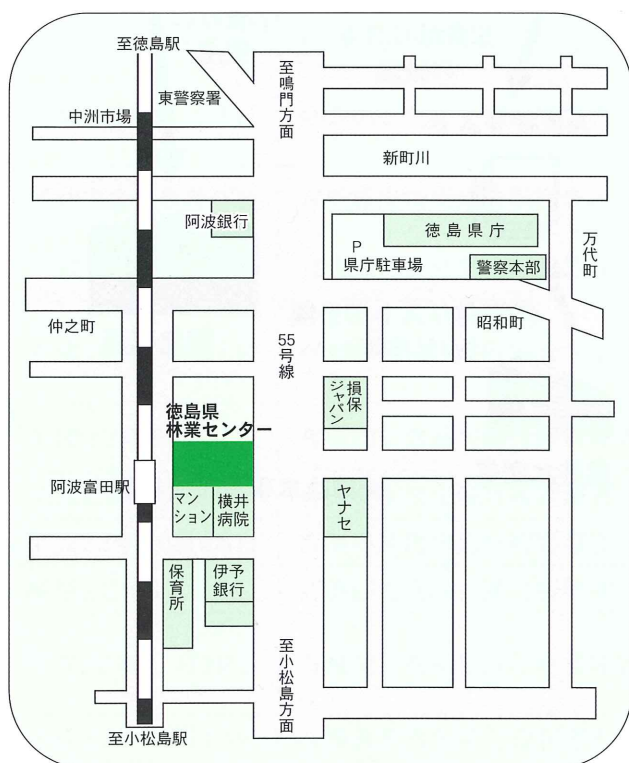 至徳島駅
東警察署
中洲市場
至鳴門方面
新町川
阿波銀行
徳島県庁
P
県庁駐車場
警察本部
万代町
仲之町
昭和町
55号線
損保
ジャパン
徳島県
林業センター
阿波富田駅
マン
ション
横井
病院
ヤナセ
保育所
伊予
銀行
至小松島方面
至小松島駅